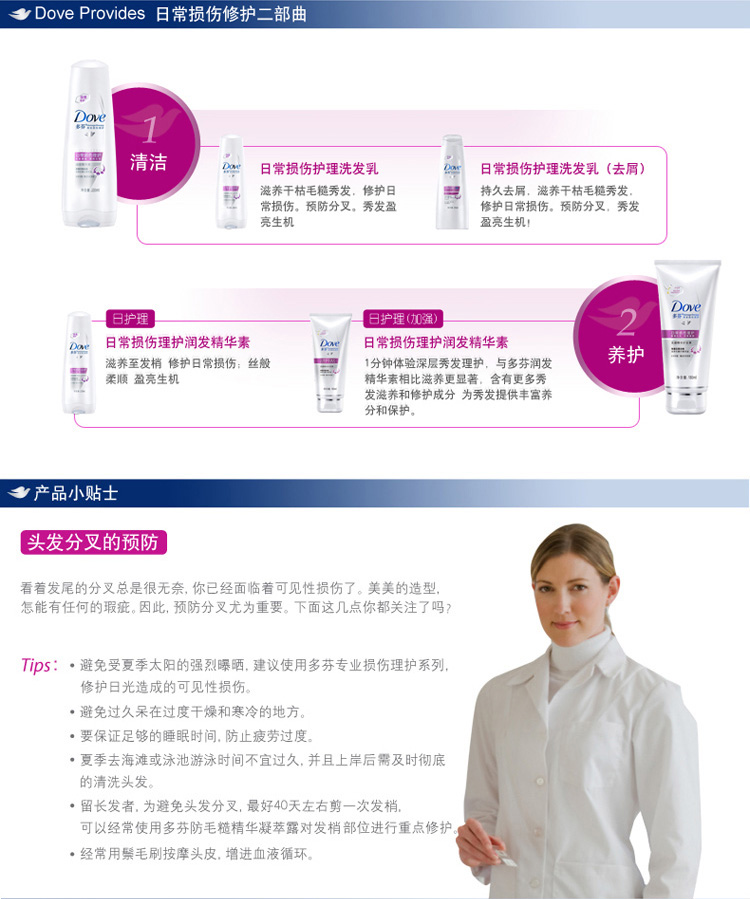 Dove Provides 日常损伤修护二部曲
Dove
多芬
1
清洁
Dove
日常损伤护理洗发乳
滋养干枯毛糙秀发，修护日
常损伤。预防分叉。秀发盈
亮生机
Dove
日常损伤护理洗发乳（去屑）
持久去屑，滋养干枯毛糙秀发，
修护日常损伤。预防分叉，秀发
盈亮生机！
日护理
Dove
日常损伤理护润发精华素
滋养至发梢 修护日常损伤；丝般
柔顺 盈亮生机
日护理(加强)
Dove
日常损伤理护润发精华素
1分钟体验深层秀发理护，与多芬润发
精华素相比滋养更显著，含有更多秀
发滋养和修护成分 为秀发提供丰富养
分和保护。
2
养护
Dove
多芬
产品小贴士
头发分叉的预防
看着发尾的分叉总是很无奈, 你已经面临着可见性损伤了。美美的造型,
怎能有任何的瑕疵。因此, 预防分叉尤为重要。下面这几点你都关注了吗?
Tips：
• 避免受夏季太阳的强烈曝晒, 建议使用多芬专业损伤理护系列,
修护日光造成的可见性损伤。
• 避免过久呆在过度干燥和寒冷的地方。
• 要保证足够的睡眠时间, 防止疲劳过度。
• 夏季去海滩或泳池游泳时间不宜过久, 并且上岸后需及时彻底
的清洗头发。
• 留长发者, 为避免头发分叉, 最好40天左右剪一次发梢,
可以经常使用多芬防毛糙精华凝萃露对发梢部位进行重点修护。
• 经常用鬃毛刷按摩头皮, 增进血液循环。